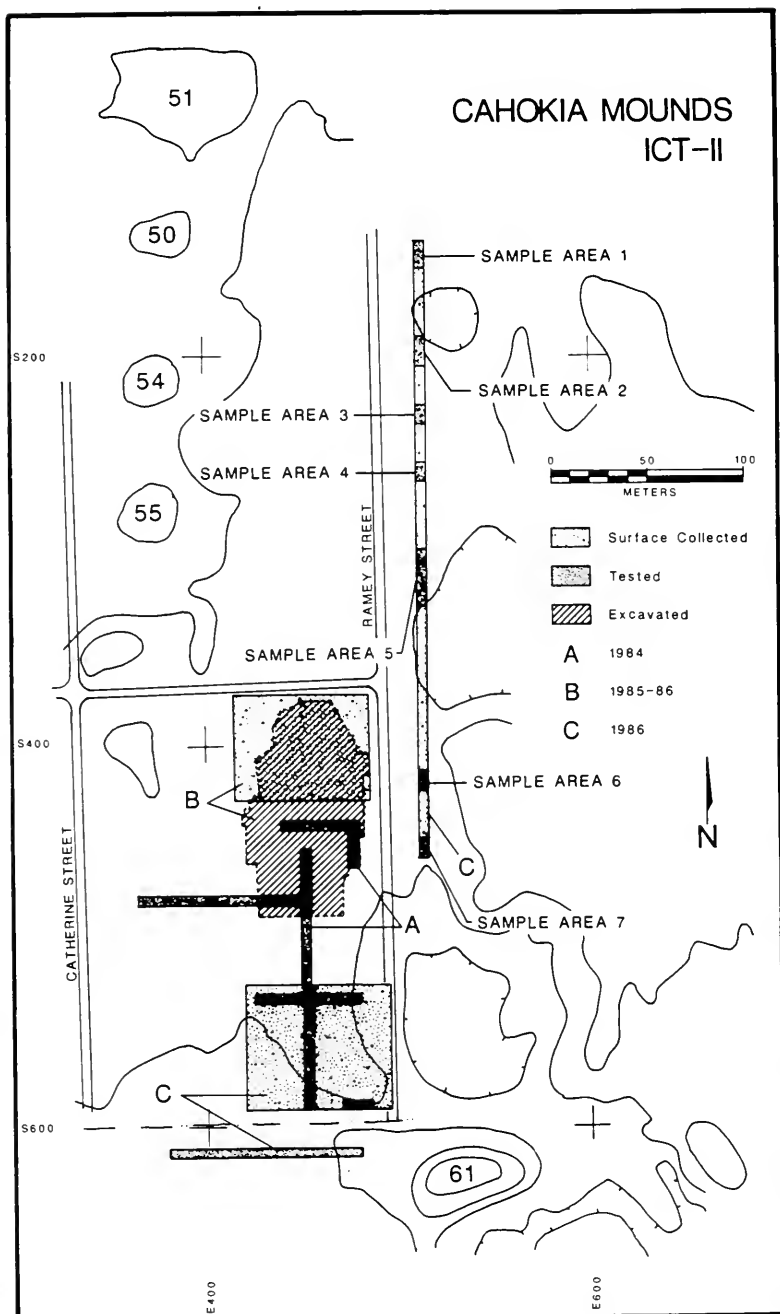 CAHOKIA MOUNDS
ICT-II
51
50
SAMPLE AREA 1
S200
54
SAMPLE AREA 2
SAMPLE AREA 3
0 50 100
METERS
SAMPLE AREA 4
55
RAMEY STREET
Surface Collected
Tested
Excavated
SAMPLE AREA 5
A 1984
B 1985-86
C 1986
S400
SAMPLE AREA 6
B
N
C
CATHERINE STREET
A
SAMPLE AREA 7
C
S600
61
E400
E600